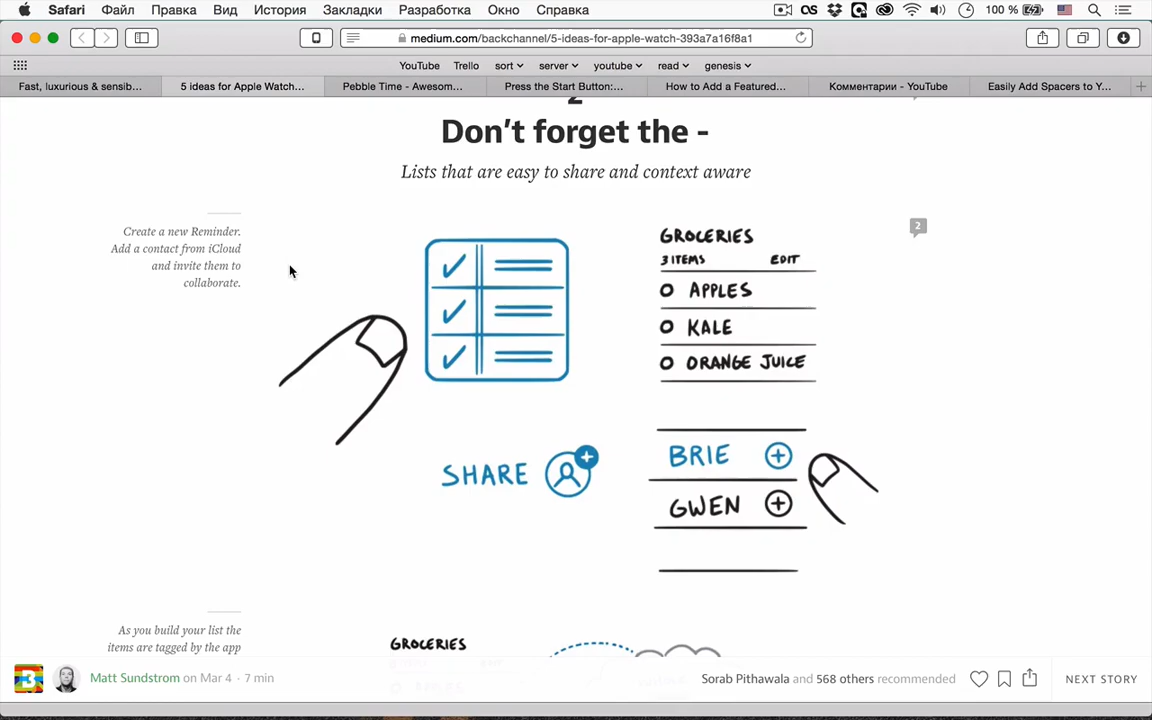 Safari Файл Правка Вид История Закладки Разработка Окно Справка 100 %
medium.com/backchannel/5-ideas-for-apple-watch-393a7a16f8a1
YouTube Trello sort server youtube read genesis
Fast, luxurious & sensib... 5 ideas for Apple Watch... Pebble Time - Awesom... Press the Start Button:... How to Add a Featured... Комментарии - YouTube Easily Add Spacers to Y...
2
Don't forget the -
Lists that are easy to share and context aware
Create a new Reminder.
Add a contact from iCloud
and invite them to
collaborate.
2
GROCERIES
3 ITEMS EDIT
APPLES
KALE
ORANGE JUICE
SHARE
BRIE
GWEN
As you build your list the
items are tagged by the app
GROCERIES
Matt Sundstrom on Mar 4 · 7 min
Sorab Pithawala and 568 others recommended
NEXT STORY